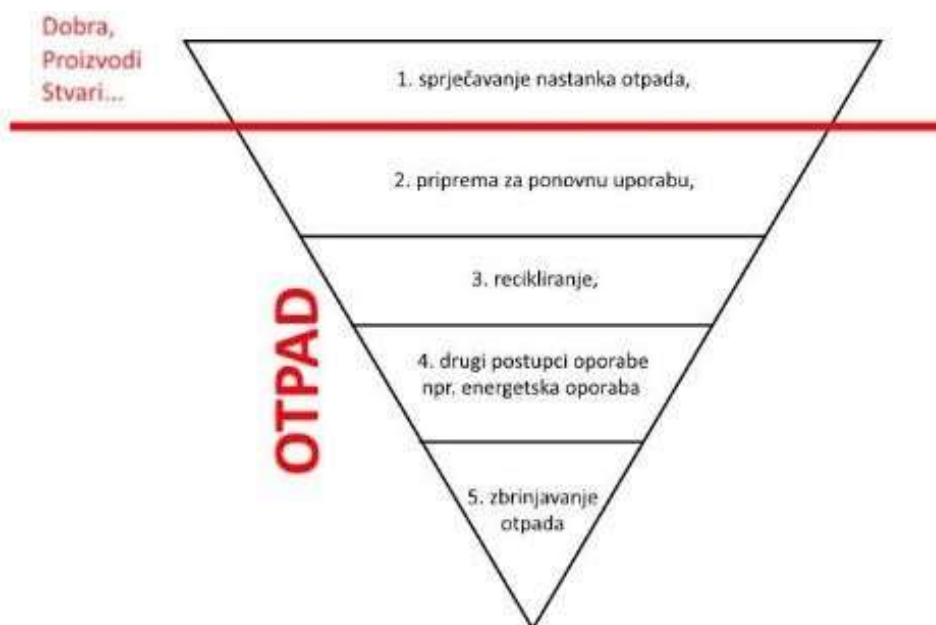 Dobra,
Proizvodi
Stvari...
1. sprječavanje nastanka otpada,
2. priprema za ponovnu uporabu,
3. recikliranje,
4. drugi postupci oporabe
npr. energetska oporaba
OTPAD
5. zbrinjavanje
otpada